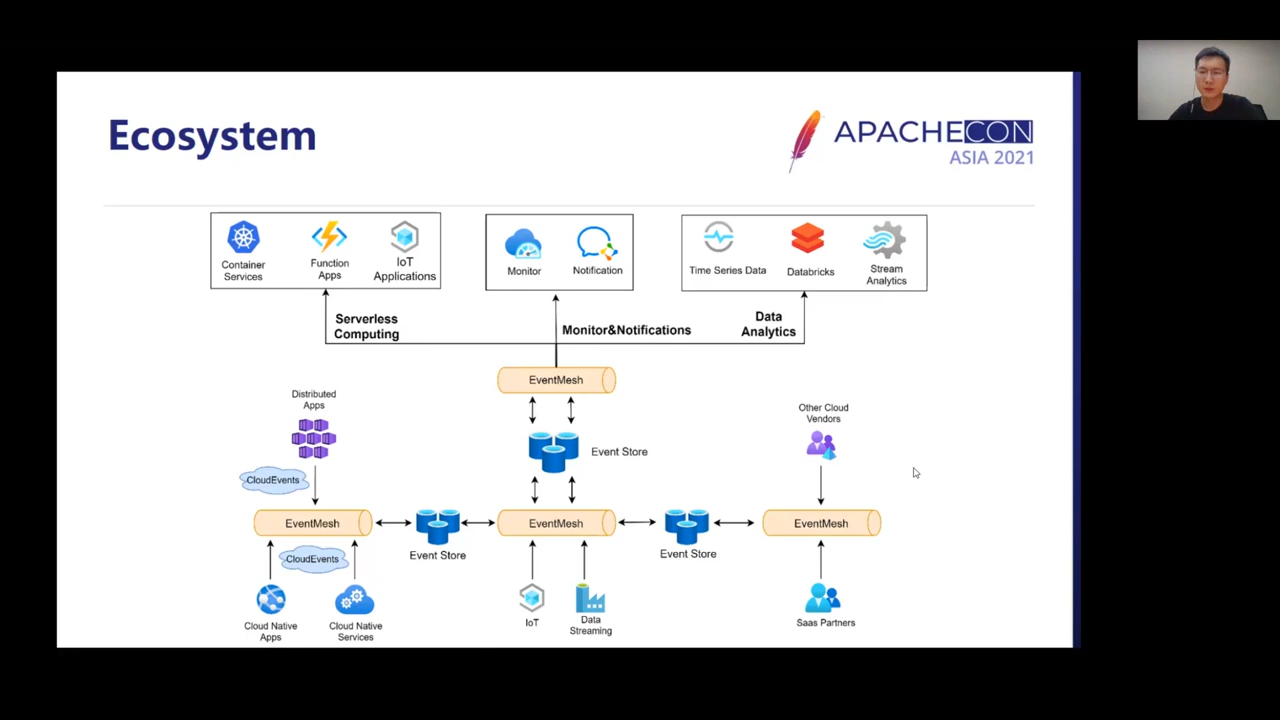 Ecosystem
APACHECON
ASIA 2021
Container
Services
Function
Apps
IoT
Applications
Monitor
Notification
Time Series Data
Databricks
Stream
Analytics
Serverless
Computing
Monitor&Notifications
Data
Analytics
EventMesh
Distributed
Apps
Other Cloud
Vendors
Event Store
CloudEvents
EventMesh
Event Store
EventMesh
Event Store
EventMesh
CloudEvents
Cloud Native
Apps
Cloud Native
Services
IoT
Data
Streaming
Saas Partners